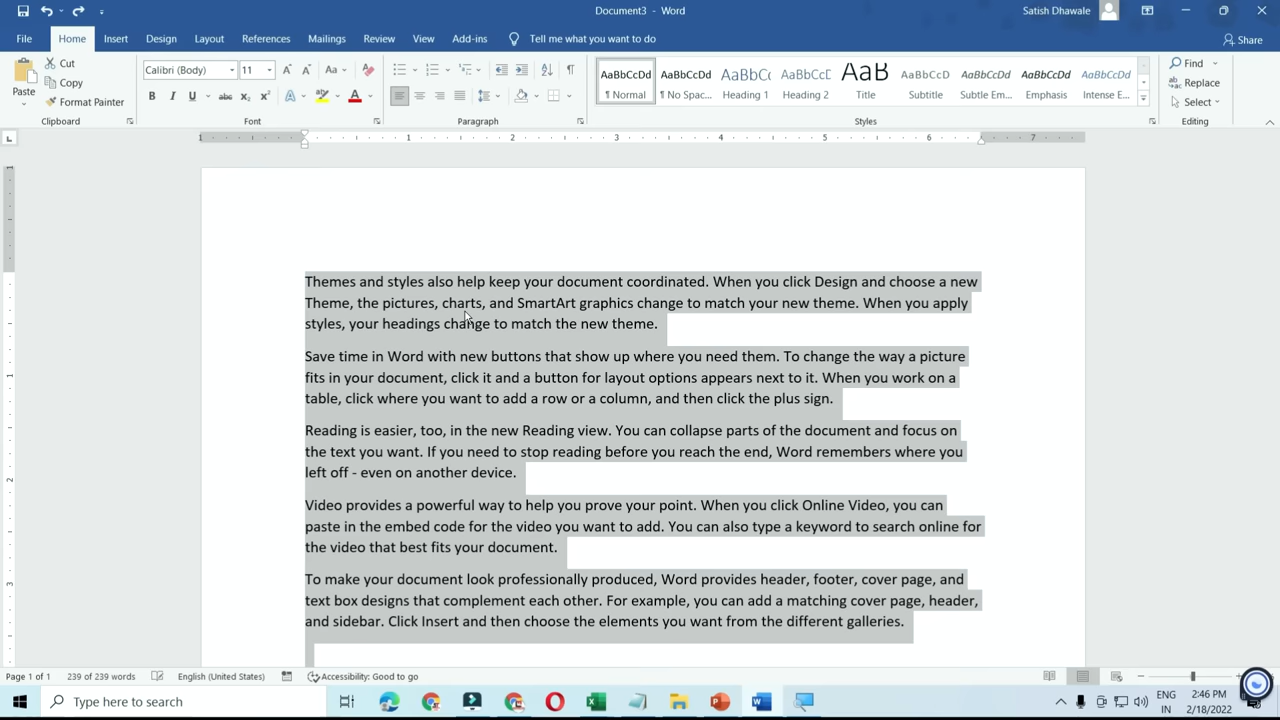 Document3 - Word
Satish Dhawale
File Home Insert Design Layout References Mailings Review View Add-ins Tell me what you want to do
Share
Paste
Cut
Copy
Format Painter
Calibri (Body) 11
AaBbCcDd AaBbCcDd AaBbC( AaBbCcC AaB AaBbCcD AaBbCcDd AaBbCcDd AaBbCcDd
¶ Normal ¶ No Spac... Heading 1 Heading 2 Title Subtitle Subtle Em... Emphasis Intense E...
Find
Replace
Select
Clipboard Font Paragraph Styles Editing
1 1 2 3 4 5 6 7
Themes and styles also help keep your document coordinated. When you click Design and choose a new
Theme, the pictures, charts, and SmartArt graphics change to match your new theme. When you apply
styles, your headings change to match the new theme.
Save time in Word with new buttons that show up where you need them. To change the way a picture
fits in your document, click it and a button for layout options appears next to it. When you work on a
table, click where you want to add a row or a column, and then click the plus sign.
Reading is easier, too, in the new Reading view. You can collapse parts of the document and focus on
the text you want. If you need to stop reading before you reach the end, Word remembers where you
left off - even on another device.
Video provides a powerful way to help you prove your point. When you click Online Video, you can
paste in the embed code for the video you want to add. You can also type a keyword to search online for
the video that best fits your document.
To make your document look professionally produced, Word provides header, footer, cover page, and
text box designs that complement each other. For example, you can add a matching cover page, header,
and sidebar. Click Insert and then choose the elements you want from the different galleries.
Page 1 of 1 239 of 239 words English (United States) Accessibility: Good to go
Type here to search
ENG
IN
2:46 PM
2/18/2022